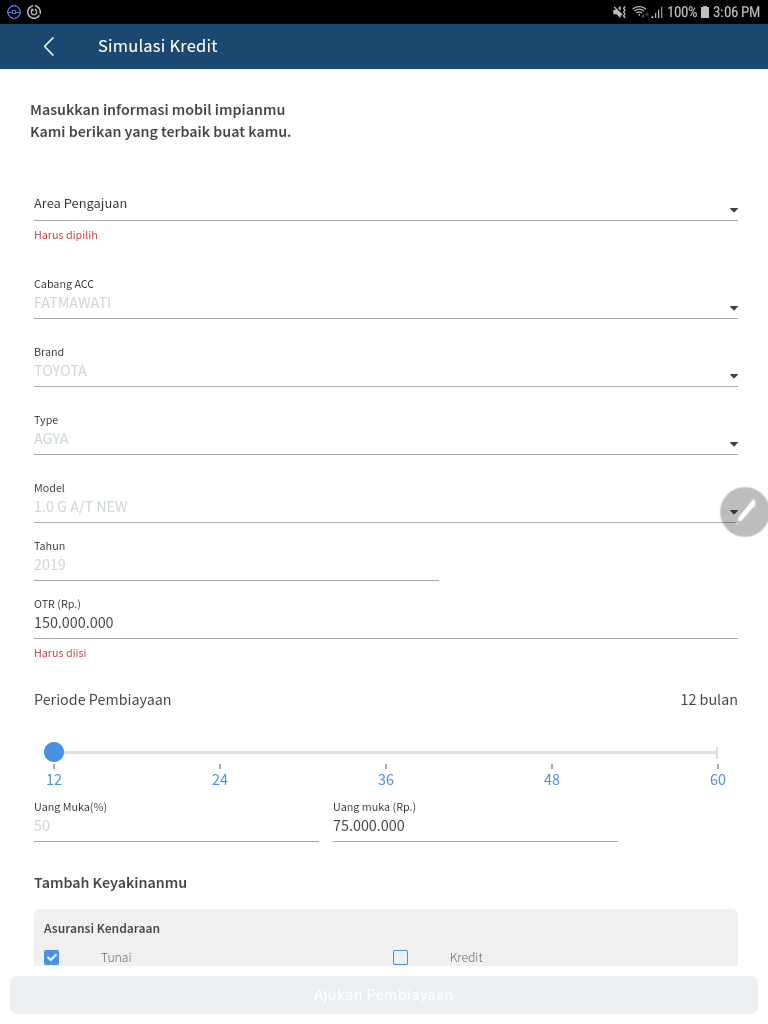 100% 3:06 PM
Simulasi Kredit
Masukkan informasi mobil impianmu
Kami berikan yang terbaik buat kamu.
Area Pengajuan
Harus dipilih
Cabang ACC
FATMAWATI
Brand
TOYOTA
Type
AGYA
Model
1.0 G A/T NEW
Tahun
2019
OTR (Rp.)
150.000.000
Harus diisi
Periode Pembiayaan 12 bulan
12 24 36 48 60
Uang Muka(%) Uang muka (Rp.)
50 75.000.000
Tambah Keyakinanmu
Asuransi Kendaraan
Tunai Kredit
Ajukan Pembiayaan